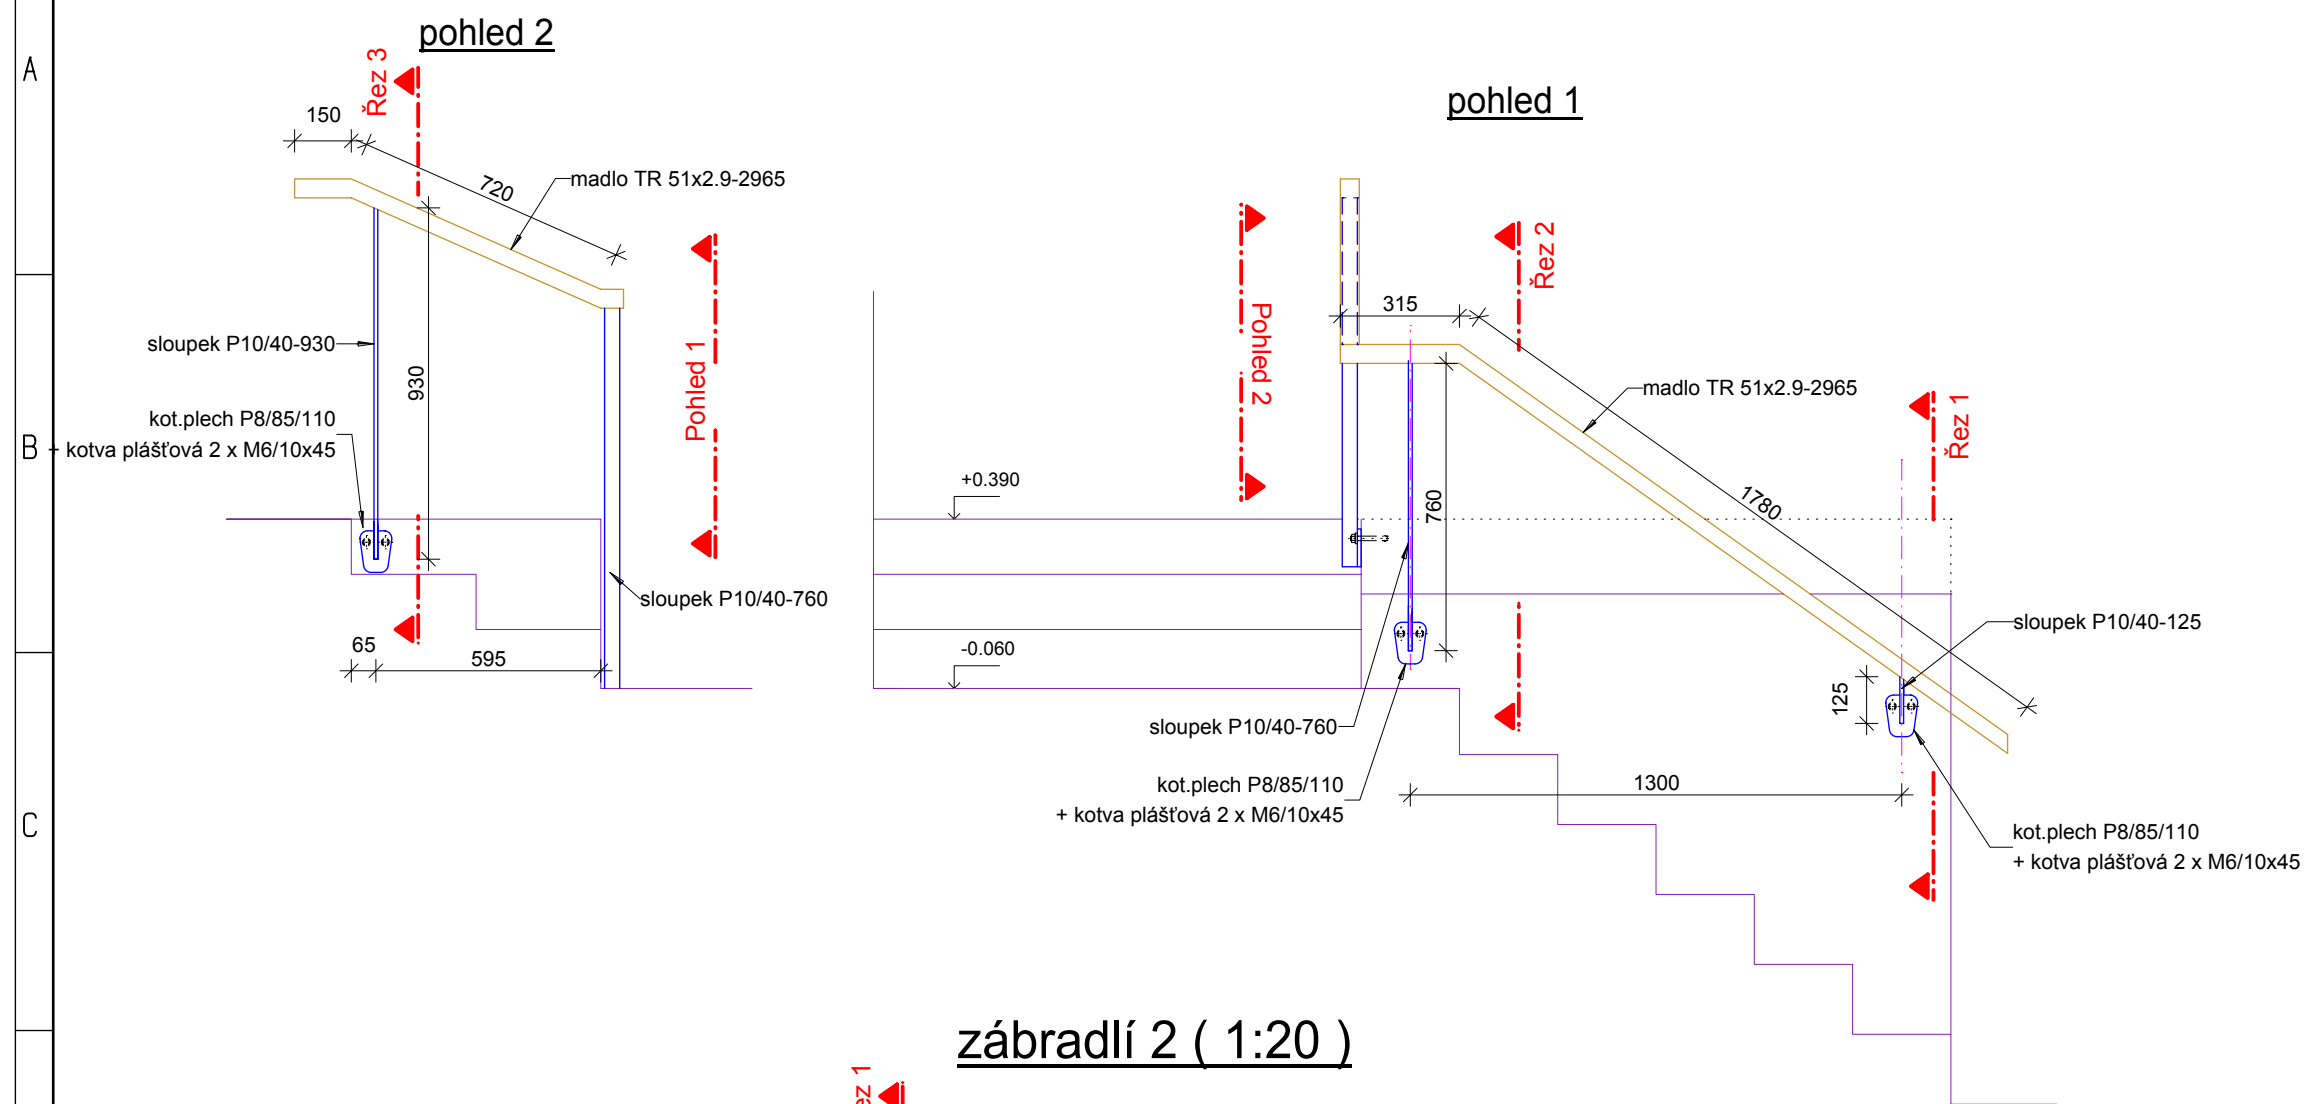 A
B
C
pohled 2
Řez 3
150
720
madlo TR 51x2.9-2965
sloupek P10/40-930
930
kot.plech P8/85/110
+ kotva plášťová 2 x M6/10x45
Pohled 1
sloupek P10/40-760
65
595
pohled 1
Pohled 2
Řez 2
315
madlo TR 51x2.9-2965
Řez 1
+0.390
760
1780
-0.060
sloupek P10/40-125
125
sloupek P10/40-760
kot.plech P8/85/110
+ kotva plášťová 2 x M6/10x45
1300
kot.plech P8/85/110
+ kotva plášťová 2 x M6/10x45
zábradlí 2 ( 1:20 )
ez 1